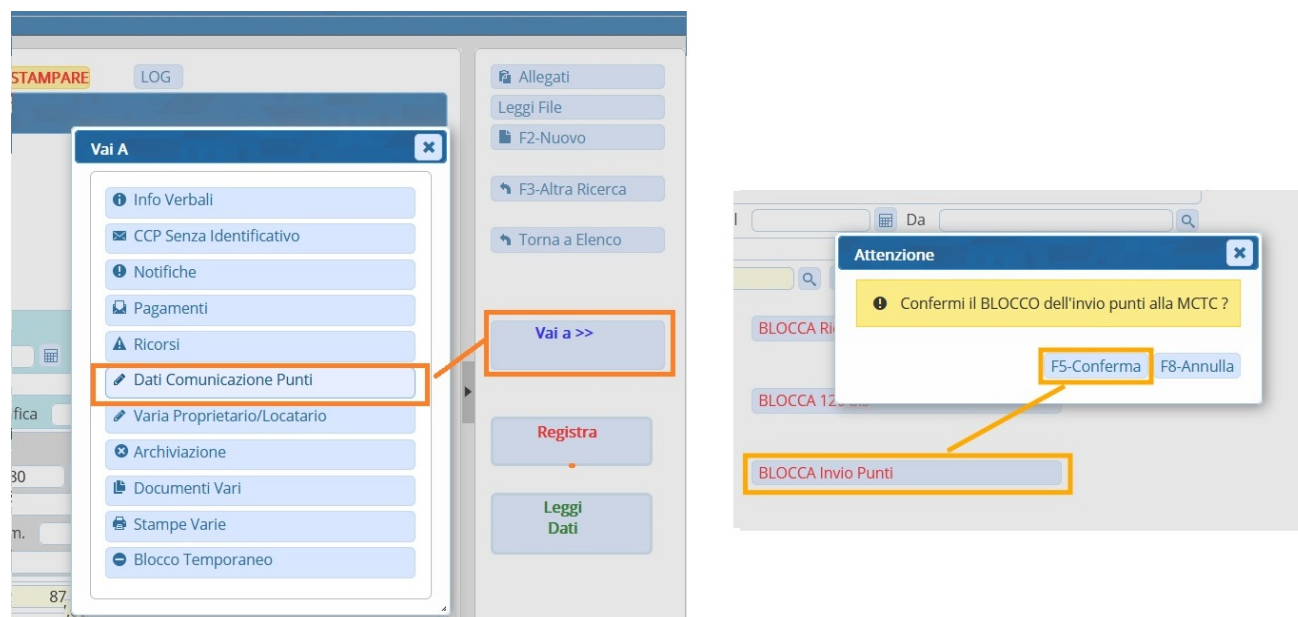 STAMPARE
LOG
Vai A
Info Verbali
CCP Senza Identificativo
Notifiche
Pagamenti
Ricorsi
Dati Comunicazione Punti
Varia Proprietario/Locatario
Archiviazione
Documenti Vari
Stampe Varie
Blocco Temporaneo
fica
80
m.
87
Allegati
Leggi File
F2-Nuovo
F3-Altra Ricerca
Torna a Elenco
Vai a >>
Registra
Leggi
Dati
Da
Attenzione
Confermi il BLOCCO dell'invio punti alla MCTC ?
F5-Conferma F8-Annulla
BLOCCA Ri
BLOCCA 12
BLOCCA Invio Punti